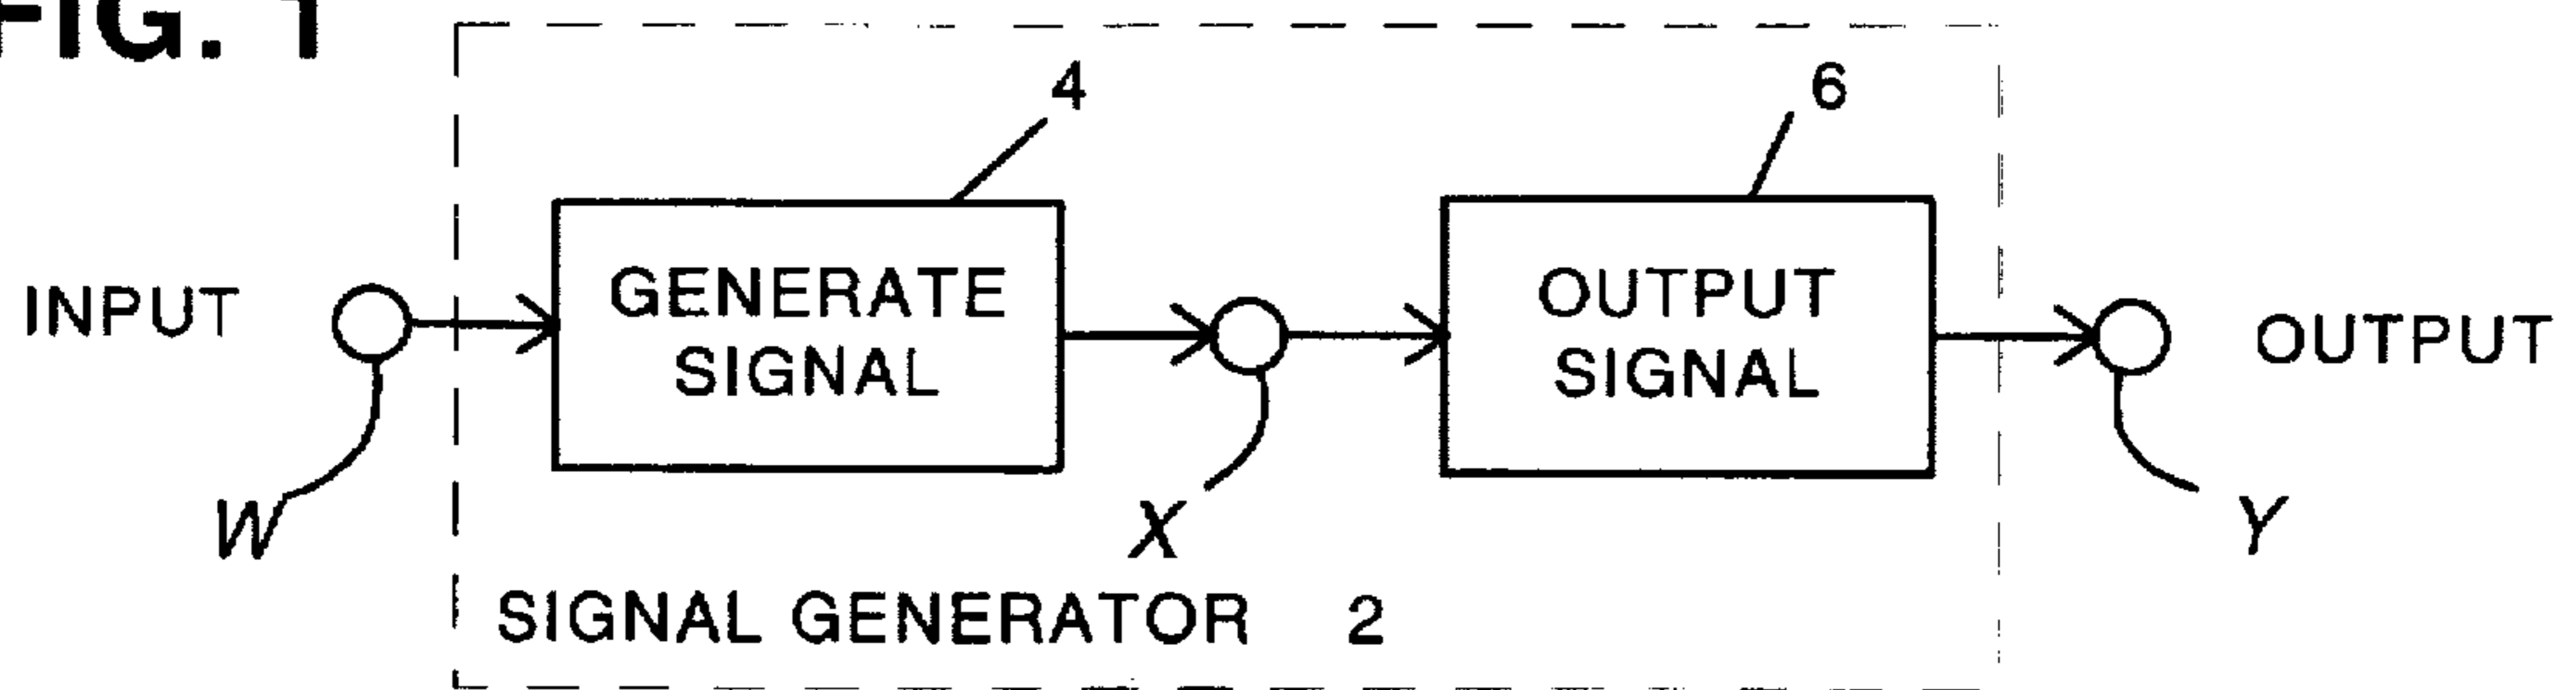 FIG. 1
4
6
INPUT
GENERATE
SIGNAL
OUTPUT
SIGNAL
OUTPUT
W
X
Y
SIGNAL GENERATOR 2